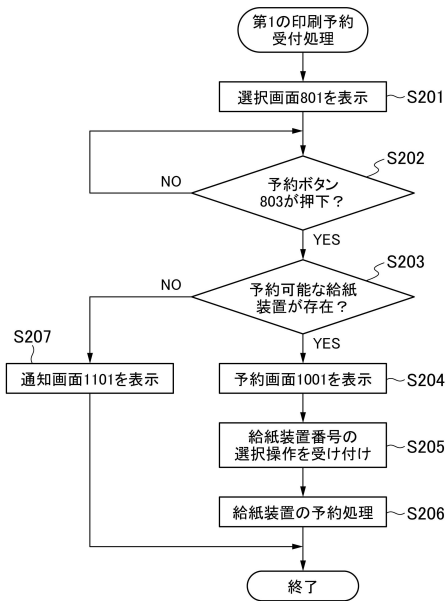 第1の印刷予約
受付処理
選択画面801を表示
S201
S202
予約ボタン
803が押下？
NO
YES
S203
予約可能な給紙
装置が存在？
NO
YES
S207
通知画面1101を表示
予約画面1001を表示
S204
給紙装置番号の
選択操作を受け付け
S205
給紙装置の予約処理
S206
終了